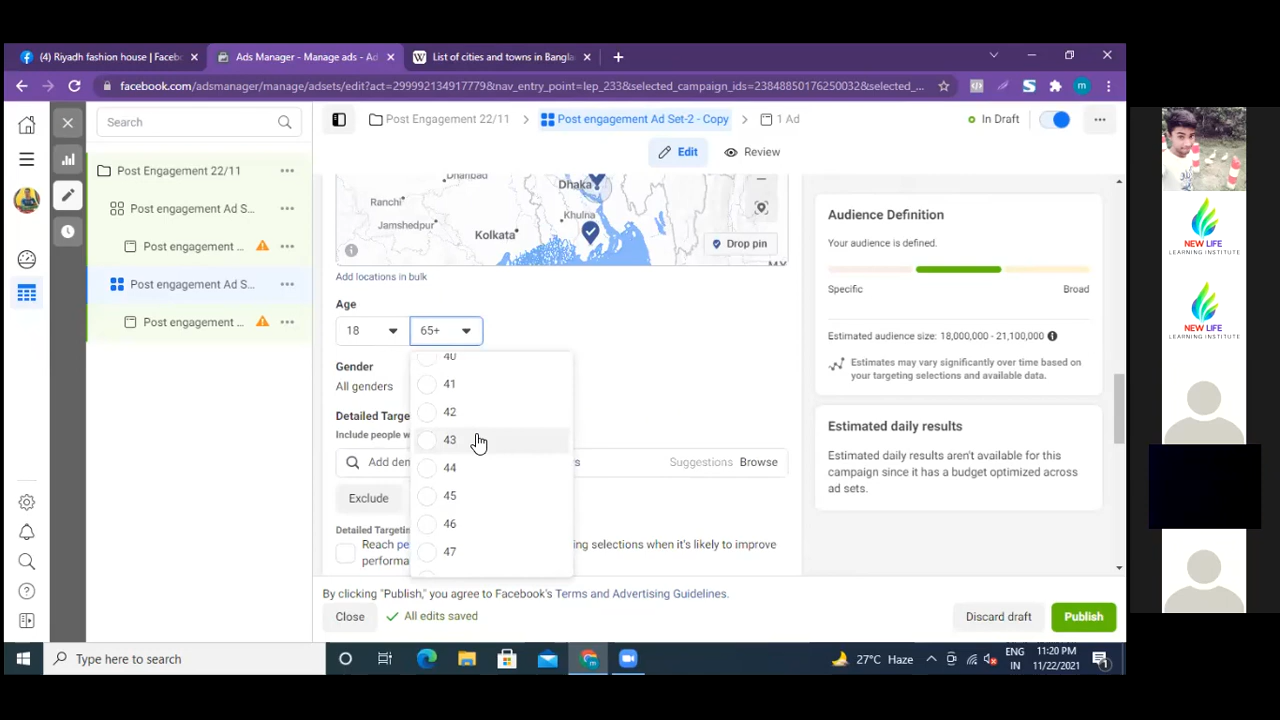 (4) Riyadh fashion house | Faceb
Ads Manager - Manage ads - Ad
List of cities and towns in Bangla
facebook.com/adsmanager/manage/adsets/edit?act=299992134917779&nav_entry_point=lep_233&selected_campaign_ids=23848850176250032&selected_...
m
Search
Post Engagement 22/11
Post engagement Ad Set-2 - Copy
1 Ad
In Draft
Edit
Review
Post Engagement 22/11
Post engagement Ad S...
Post engagement ...
Post engagement Ad S...
Post engagement ...
Dhanbad
Ranchi
Jamshedpur
Kolkata
Dhaka
Khulna
Drop pin
Add locations in bulk
Age
18
65+
40
41
42
43
44
45
46
47
Gender
All genders
Detailed Targe
Include people w
Add den
rs
Suggestions
Browse
Exclude
Detailed Targetin
Reach pe
ing selections when it's likely to improve
performa
Audience Definition
Your audience is defined.
Specific
Broad
Estimated audience size: 18,000,000 - 21,100,000
Estimates may vary significantly over time based on
your targeting selections and available data.
Estimated daily results
Estimated daily results aren't available for this
campaign since it has a budget optimized across
ad sets.
By clicking "Publish," you agree to Facebook's Terms and Advertising Guidelines.
Close
All edits saved
Discard draft
Publish
Type here to search
27°C Haze
ENG
IN
11:20 PM
11/22/2021
1
NEW LIFE
LEARNING INSTITUTE
NEW LIFE
LEARNING INSTITUTE